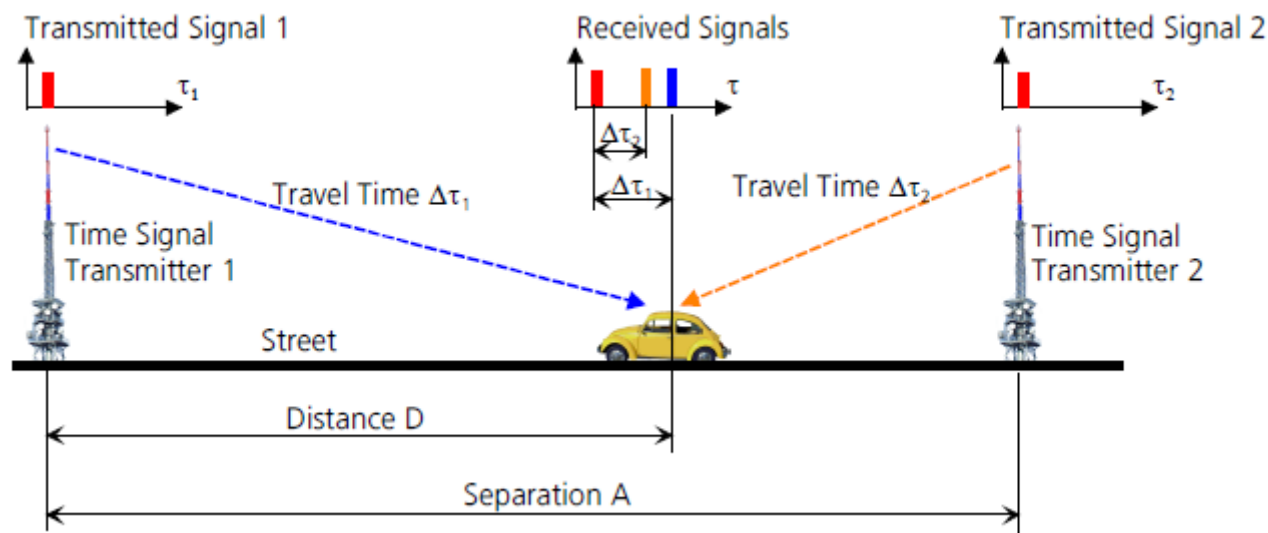 Transmitted Signal 1
Received Signals
Transmitted Signal 2
τ₁
τ
τ₂
Δτ₂
Δτ₁
Travel Time Δτ₁
Travel Time Δτ₂
Time Signal
Transmitter 1
Time Signal
Transmitter 2
Street
Distance D
Separation A